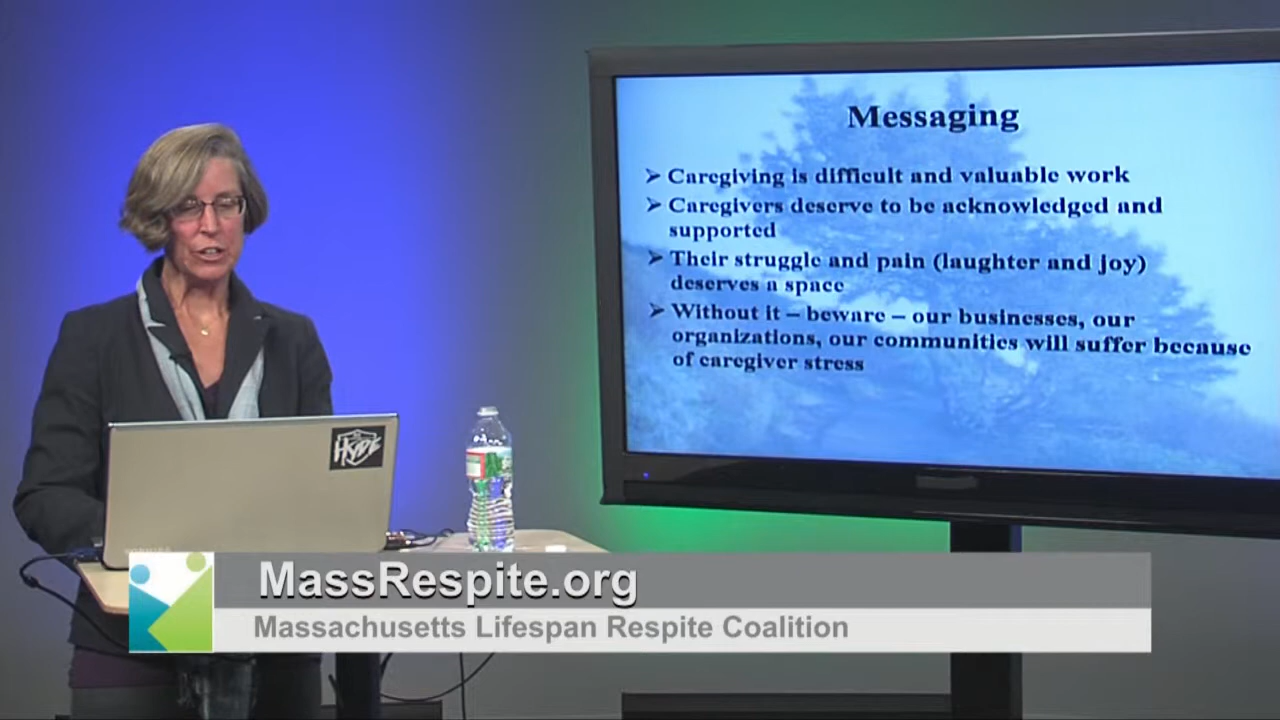 Messaging
➢ Caregiving is difficult and valuable work
➢ Caregivers deserve to be acknowledged and
supported
➢ Their struggle and pain (laughter and joy)
deserves a space
➢ Without it – beware – our businesses, our
organizations, our communities will suffer because
of caregiver stress
HYDE
MassRespite.org
Massachusetts Lifespan Respite Coalition